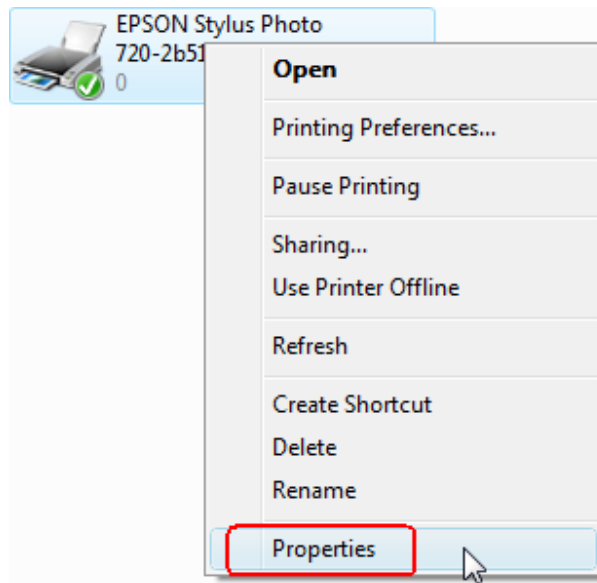 EPSON Stylus Photo
720-2b51
0
Open
Printing Preferences...
Pause Printing
Sharing...
Use Printer Offline
Refresh
Create Shortcut
Delete
Rename
Properties